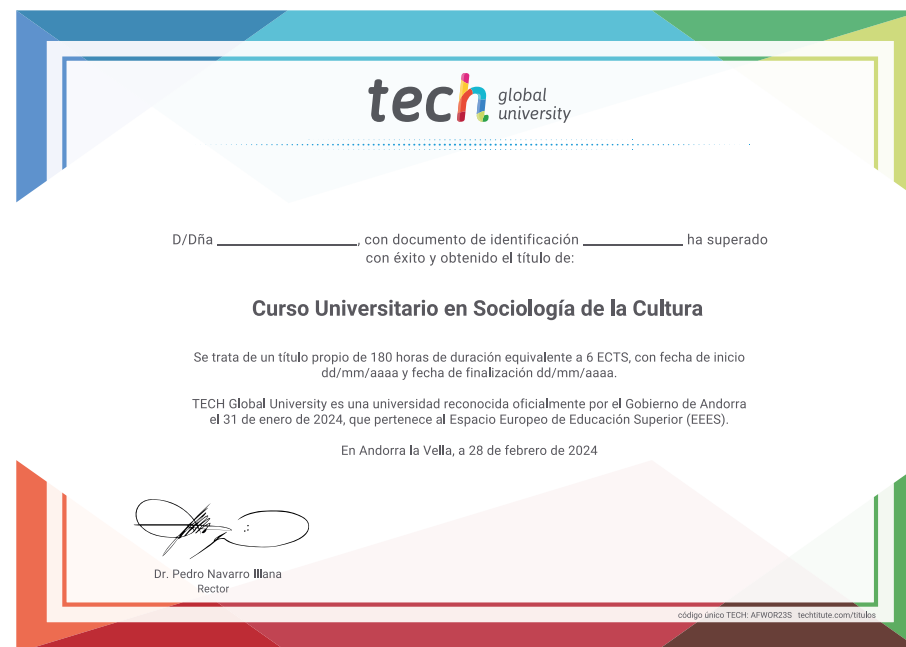 tech global university
D/Dña ____________________, con documento de identificación ______________ ha superado
con éxito y obtenido el título de:
Curso Universitario en Sociología de la Cultura
Se trata de un título propio de 180 horas de duración equivalente a 6 ECTS, con fecha de inicio
dd/mm/aaaa y fecha de finalización dd/mm/aaaa.
TECH Global University es una universidad reconocida oficialmente por el Gobierno de Andorra
el 31 de enero de 2024, que pertenece al Espacio Europeo de Educación Superior (EEES).
En Andorra la Vella, a 28 de febrero de 2024
Dr. Pedro Navarro Illana
Rector
código único TECH: AFWOR23S techtitute.com/titulos